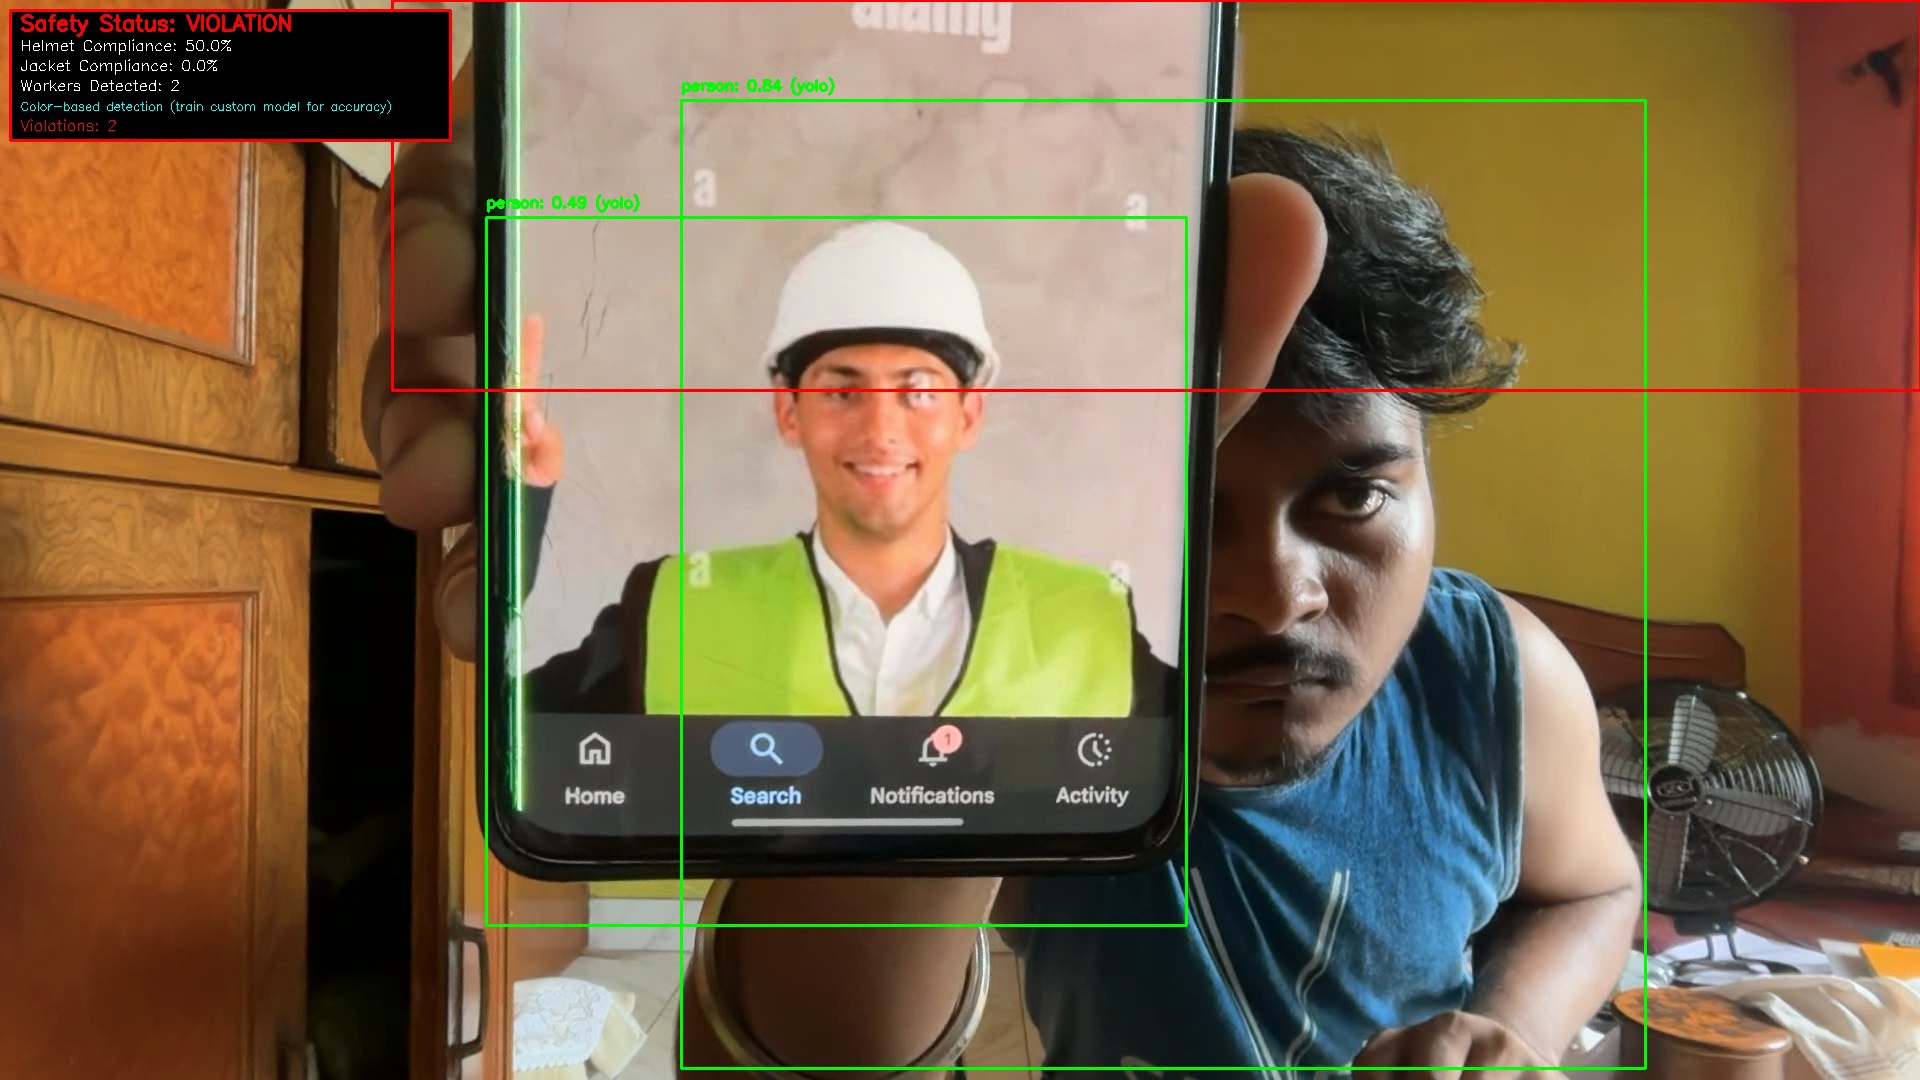 Safety Status: VIOLATION
Helmet Compliance: 50.0%
Jacket Compliance: 0.0%
Workers Detected: 2
Color-based detection (train custom model for accuracy)
Violations: 2
alamy
person: 0.84 (yolo)
a
a
person: 0.49 (yolo)
a
a
1
Home
Search
Notifications
Activity